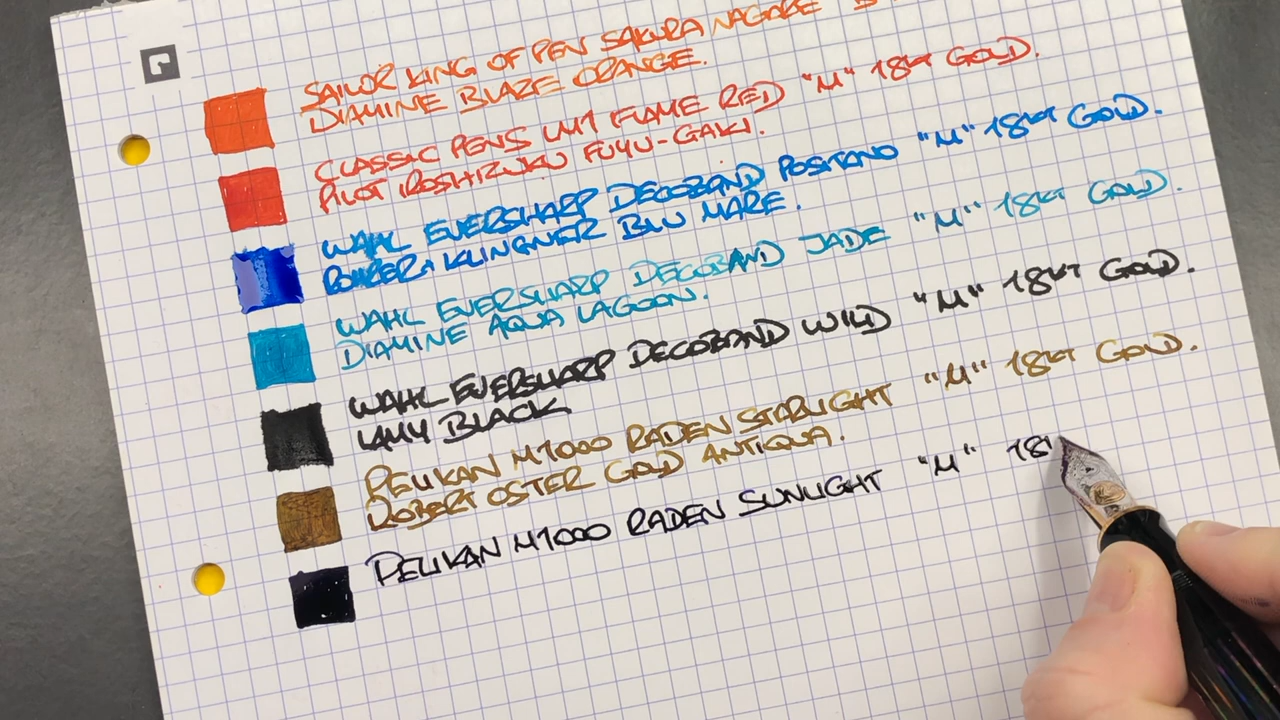 SAILOR KING OF PEN SAKURA NAGARE "B
DIAMINE BLAZE ORANGE.
CLASSIC PENS LM1 FLAME RED "M" 18KT GOLD.
PILOT IROSHIZUKU FUYU-GAKI.
WAHL EVERSHARP DECOBAND POSITANO "M" 18KT GOLD.
ROHRER & KLINGNER BLU MARE.
WAHL EVERSHARP DECOBAND JADE "M" 18KT GOLD.
DIAMINE AQUA LAGOON.
WAHL EVERSHARP DECOBAND WILD "M" 18KT GOLD.
LAMY BLACK
PELIKAN M1000 RADEN STARLIGHT "M" 18KT GOLD.
ROBERT OSTER GOLD ANTIQUA.
PELIKAN M1000 RADEN SUNLIGHT "M" 18K